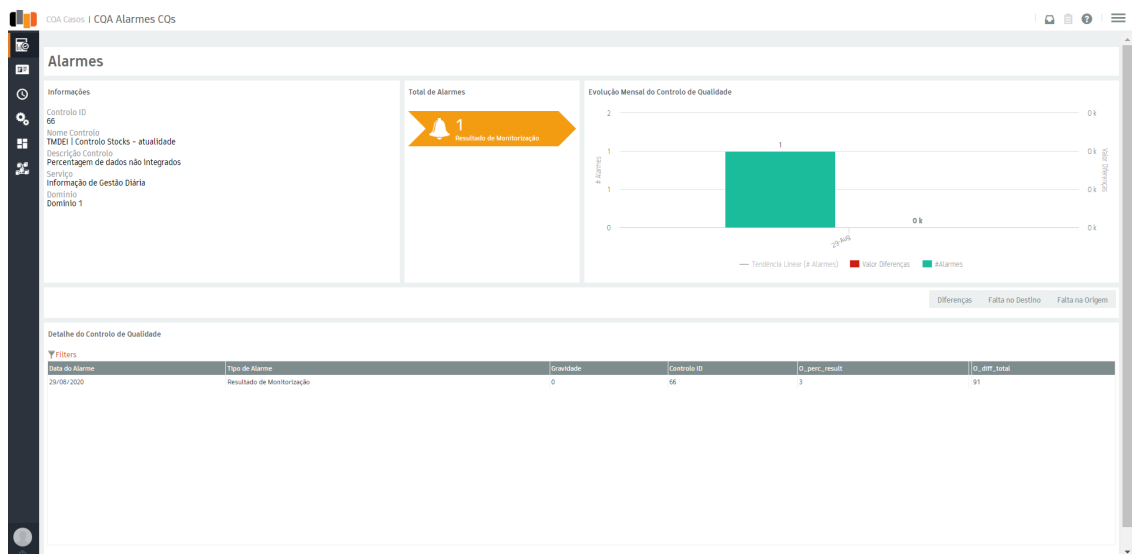 CQA Casos | CQA Alarmes CQs
Alarmes
Informações
Controlo ID
66
Nome Controlo
TMDEI | Controlo Stocks - atualidade
Descrição Controlo
Percentagem de dados não Integrados
Serviço
Informação de Gestão Diária
Domínio
Domínio 1
Total de Alarmes
1
Resultado de Monitorização
Evolução Mensal do Controlo de Qualidade
2
1
1
0
# Alarmes
1
0 k
0 k
0 k
0 k
0 k
Valor Diferenças
29-Aug
Tendência Linear (# Alarmes) Valor Diferenças #Alarmes
Diferenças Falta no Destino Falta na Origem
Detalhe do Controlo de Qualidade
Filters
Data do Alarme Tipo de Alarme Gravidade Controlo ID O_perc_result O_diff_total
29/08/2020 Resultado de Monitorização 0 66 3 91